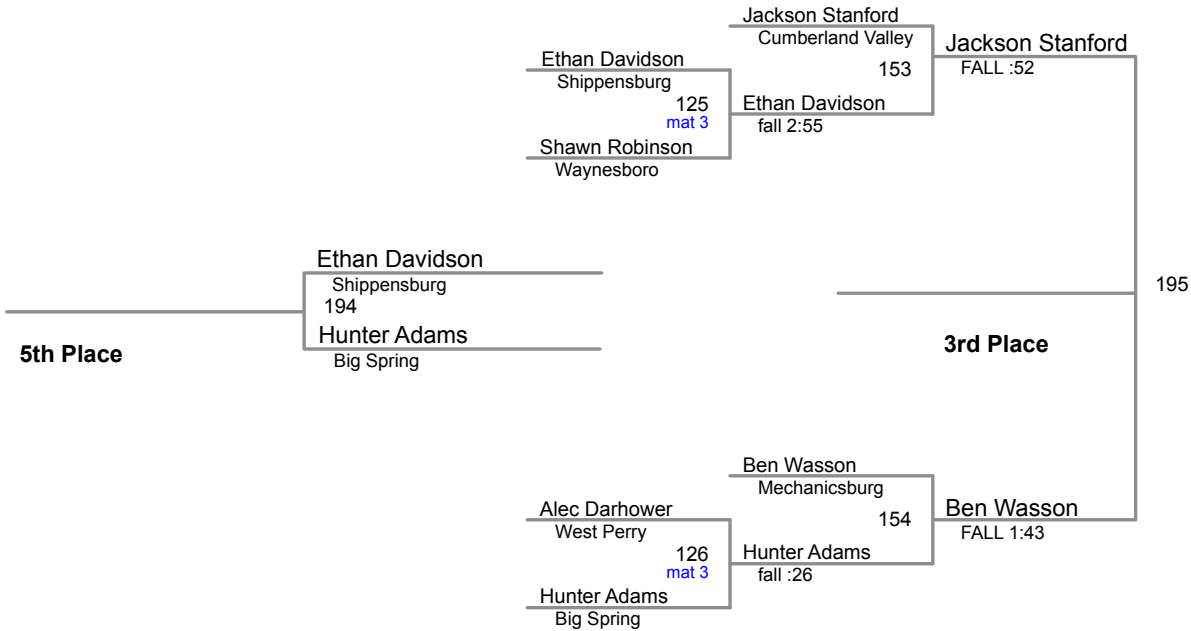 Jackson Stanford
Cumberland Valley
Jackson Stanford
153
FALL :52
Ethan Davidson
Shippensburg
125
mat 3
Ethan Davidson
fall 2:55
Shawn Robinson
Waynesboro
Ethan Davidson
Shippensburg
194
Hunter Adams
Big Spring
5th Place
195
3rd Place
Ben Wasson
Mechanicsburg
154
Ben Wasson
FALL 1:43
Alec Darhower
West Perry
126
mat 3
Hunter Adams
fall :26
Hunter Adams
Big Spring